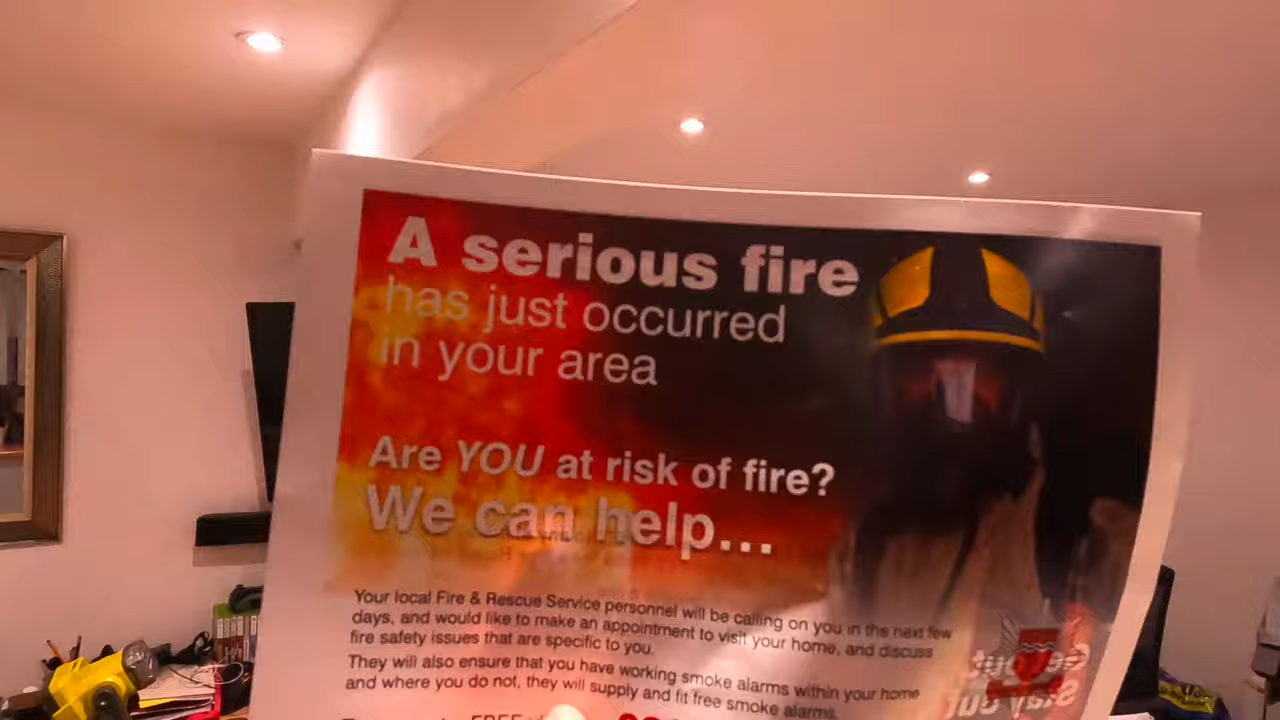 A serious fire
has just occurred
in your area
Are YOU at risk of fire?
We can help...
Your local Fire & Rescue Service personnel will be calling on you in the next few
days, and would like to make an appointment to visit your home, and discuss
fire safety issues that are specific to you.
They will also ensure that you have working smoke alarms within your home
and where you do not, they will supply and fit free smoke alarms.
FREE